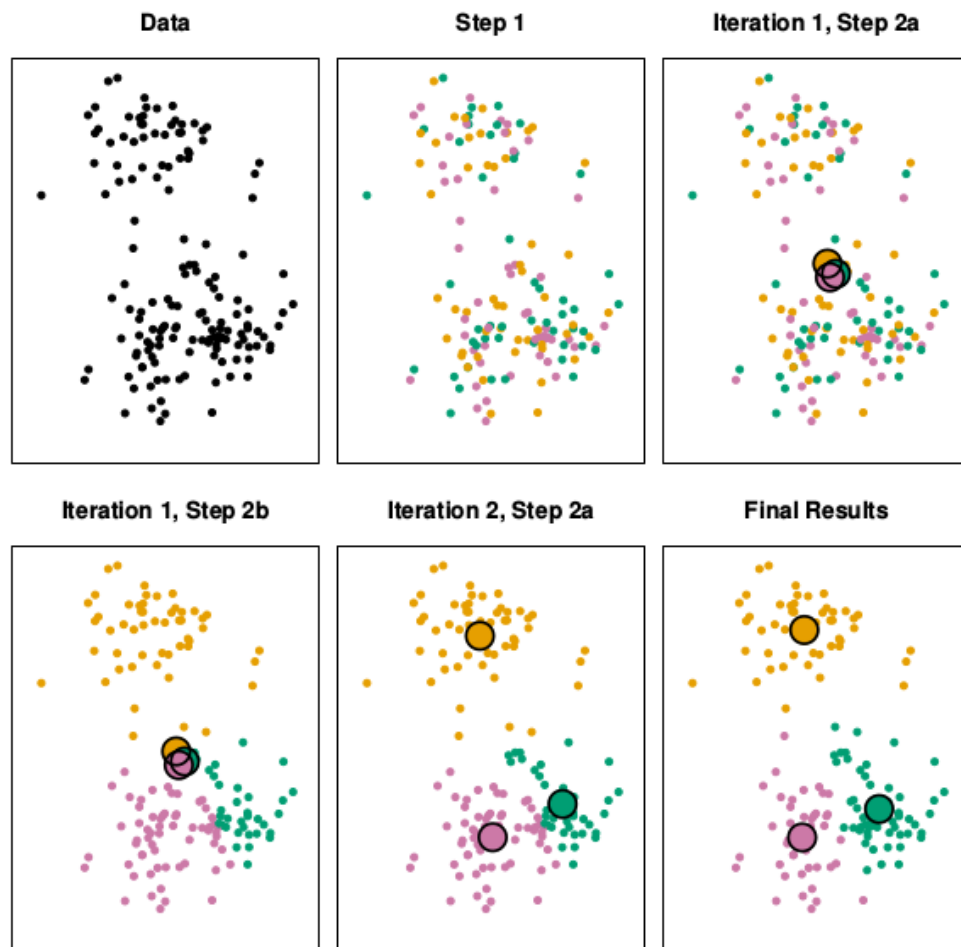 Data
Step 1
Iteration 1, Step 2a
Iteration 1, Step 2b
Iteration 2, Step 2a
Final Results